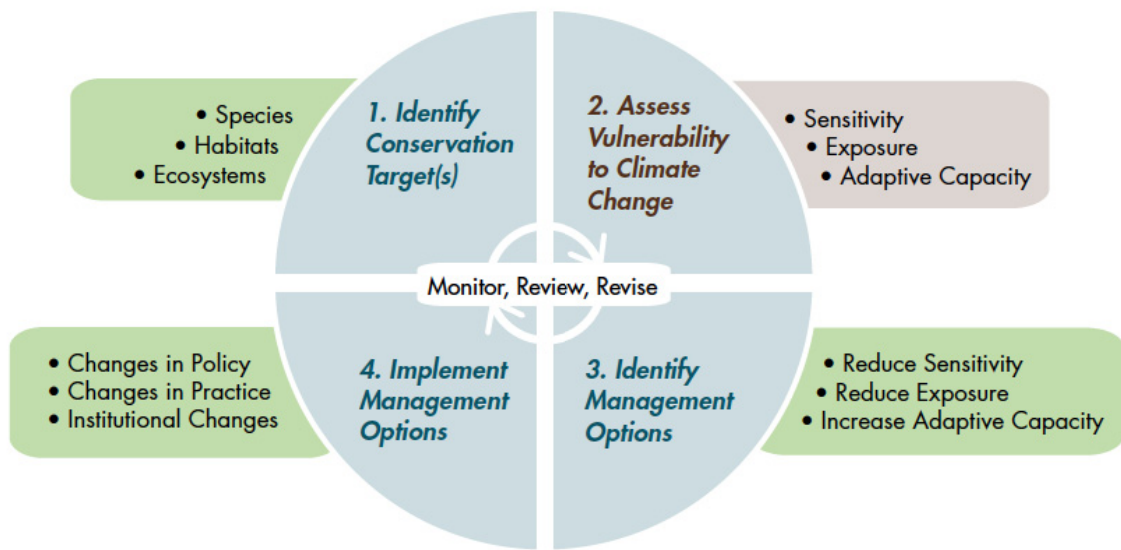 • Species
• Habitats
• Ecosystems
1. Identify
Conservation
Target(s)
2. Assess
Vulnerability
to Climate
Change
• Sensitivity
• Exposure
• Adaptive Capacity
Monitor, Review, Revise
• Changes in Policy
• Changes in Practice
• Institutional Changes
4. Implement
Management
Options
3. Identify
Management
Options
• Reduce Sensitivity
• Reduce Exposure
• Increase Adaptive Capacity